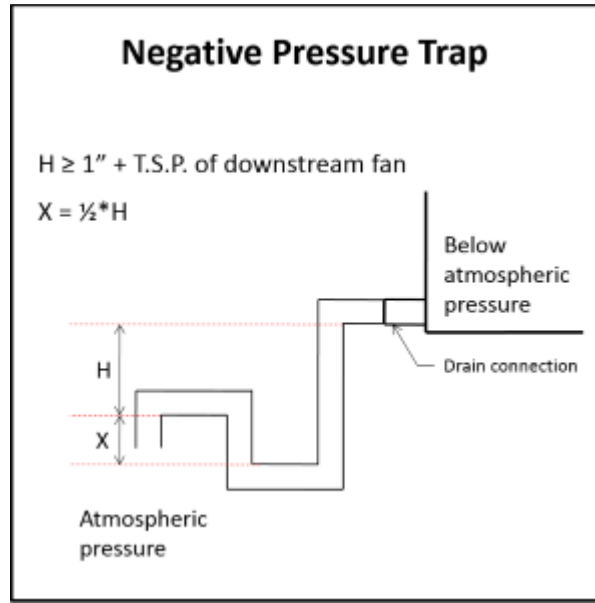 Negative Pressure Trap
H ≥ 1” + T.S.P. of downstream fan
X = ½*H
Below
atmospheric
pressure
Drain connection
H
X
Atmospheric
pressure